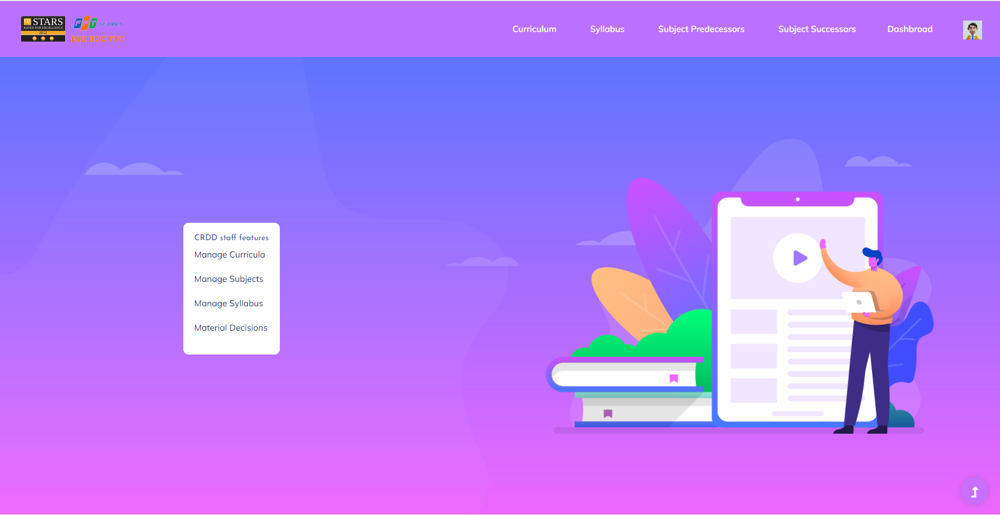 QS STARS
RATED FOR EXCELLENCE
2012
FPT Education
ĐẠI HỌC FPT
Curriculum
Syllabus
Subject Predecessors
Subject Successors
Dashbroad
CRDD staff features
Manage Curricula
Manage Subjects
Manage Syllabus
Material Decisions